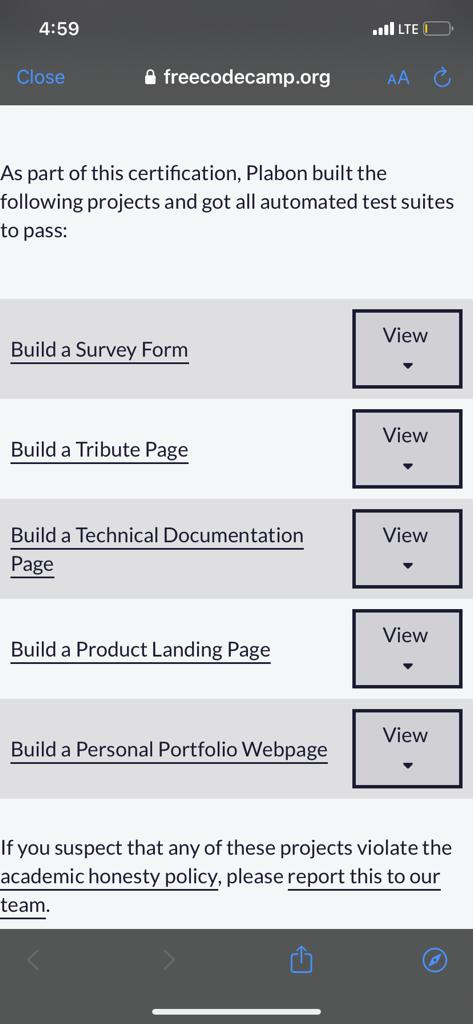 4:59
LTE
Close
freecodecamp.org
AA
As part of this certification, Plabon built the
following projects and got all automated test suites
to pass:
Build a Survey Form
View
Build a Tribute Page
View
Build a Technical Documentation
Page
View
Build a Product Landing Page
View
Build a Personal Portfolio Webpage
View
If you suspect that any of these projects violate the
academic honesty policy, please report this to our
team.